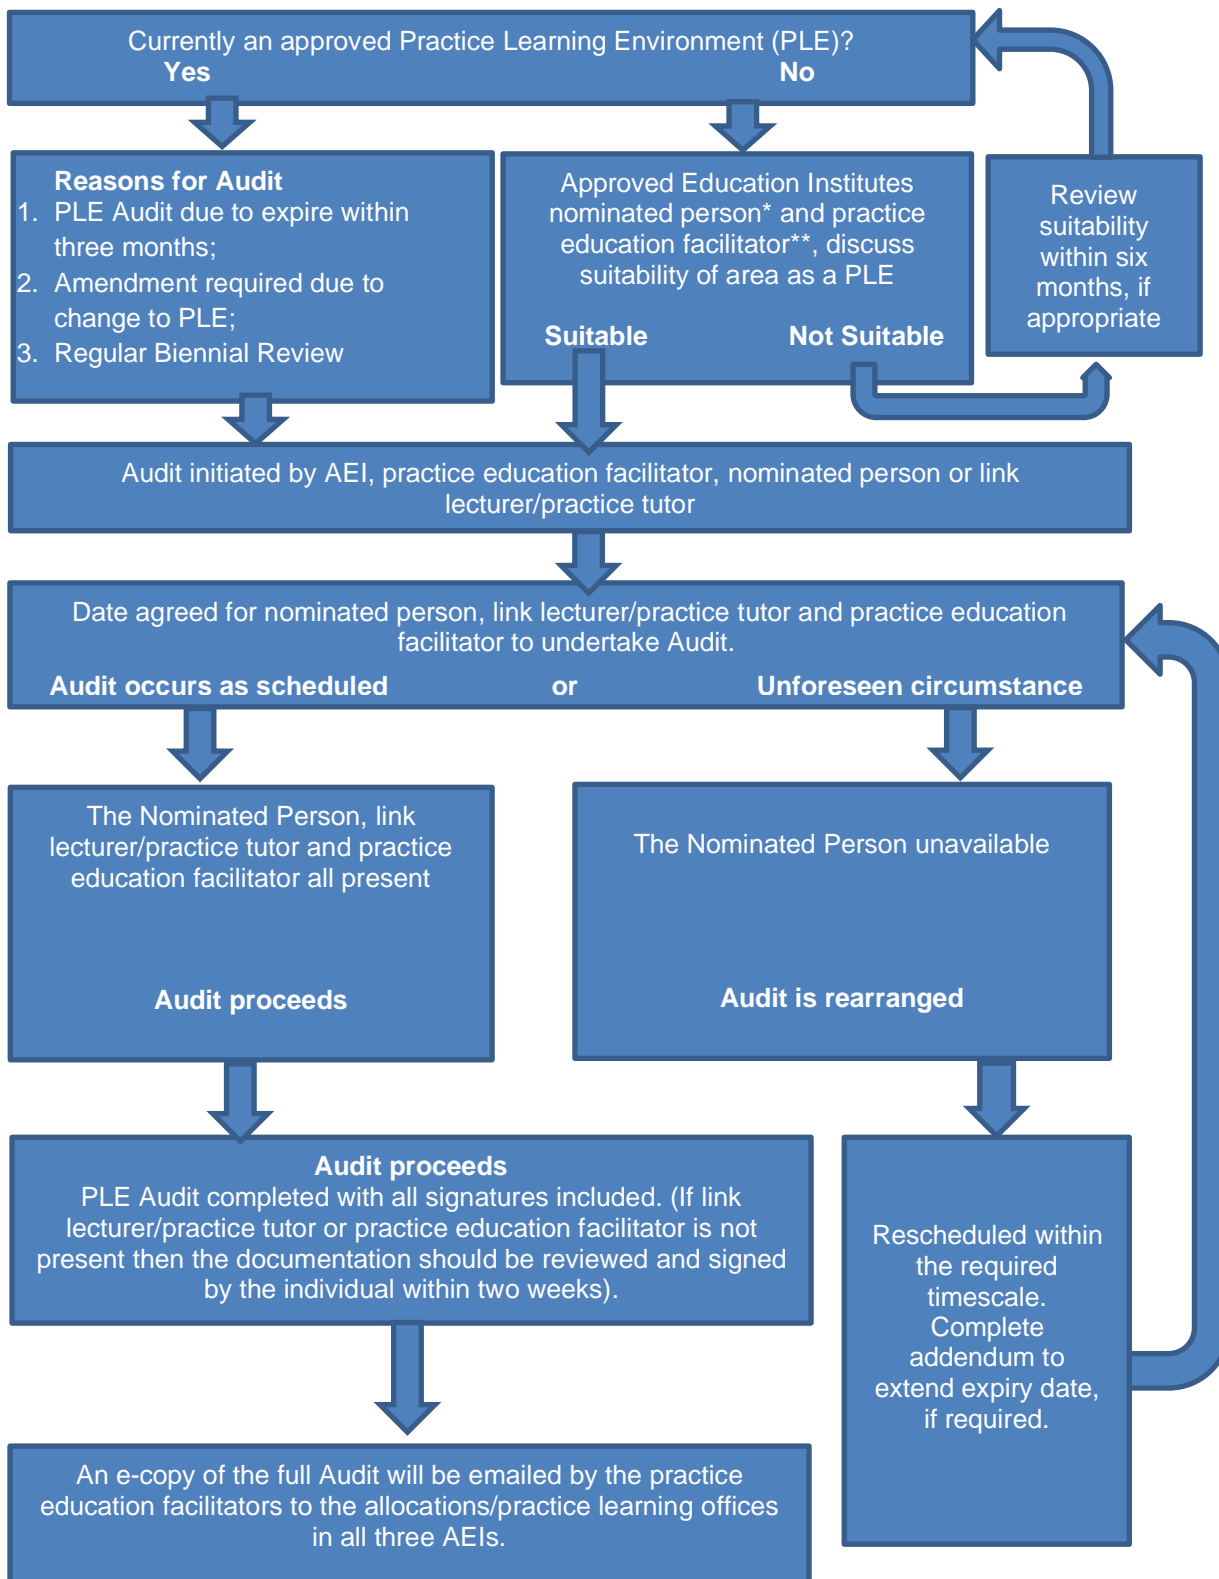 Currently an approved Practice Learning Environment (PLE)?
Yes No
Reasons for Audit
1. PLE Audit due to expire within
three months;
2. Amendment required due to
change to PLE;
3. Regular Biennial Review
Approved Education Institutes
nominated person* and practice
education facilitator**, discuss
suitability of area as a PLE
Suitable Not Suitable
Review
suitability
within six
months, if
appropriate
Audit initiated by AEI, practice education facilitator, nominated person or link
lecturer/practice tutor
Date agreed for nominated person, link lecturer/practice tutor and practice education
facilitator to undertake Audit.
Audit occurs as scheduled or Unforeseen circumstance
The Nominated Person, link
lecturer/practice tutor and practice
education facilitator all present
Audit proceeds
The Nominated Person unavailable
Audit is rearranged
Audit proceeds
PLE Audit completed with all signatures included. (If link
lecturer/practice tutor or practice education facilitator is not
present then the documentation should be reviewed and signed
by the individual within two weeks).
Rescheduled within
the required
timescale.
Complete
addendum to
extend expiry date,
if required.
An e-copy of the full Audit will be emailed by the practice
education facilitators to the allocations/practice learning offices
in all three AEIs.